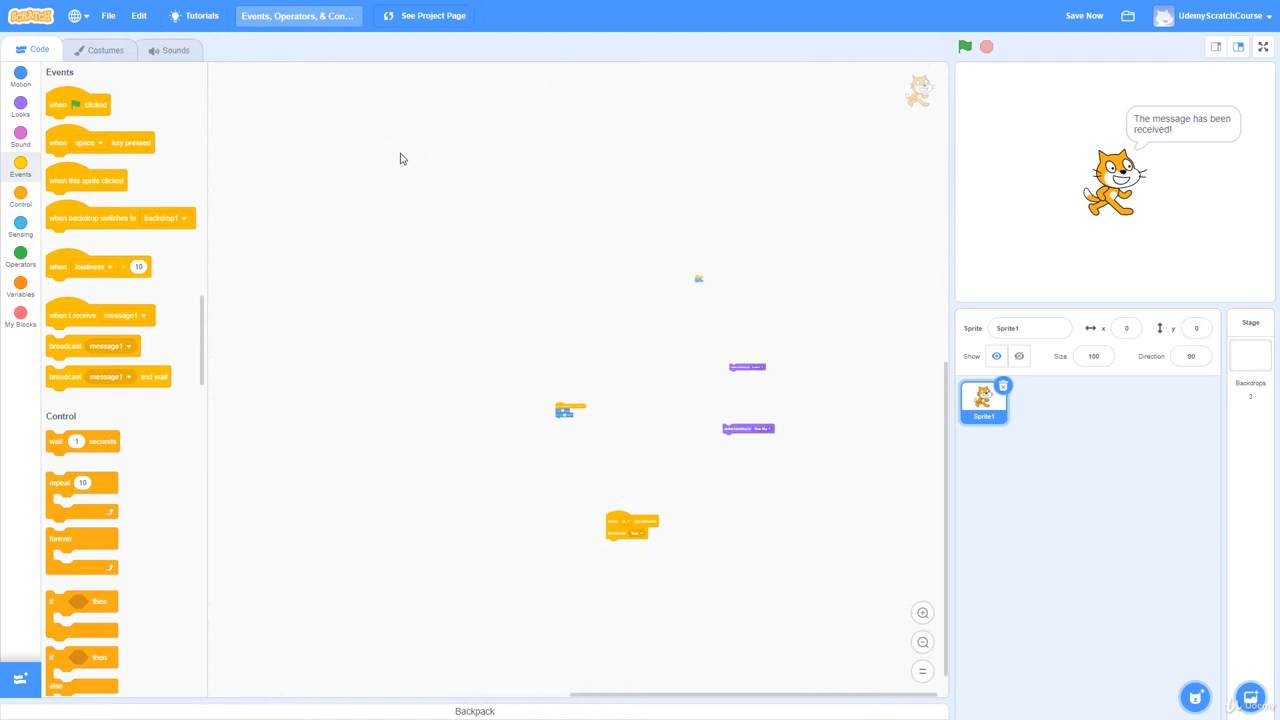 SCRATCH File Edit Tutorials Events, Operators, & Con... See Project Page Save Now UdemyScratchCourse
Code Costumes Sounds
Motion
Looks
Sound
Events
Control
Sensing
Operators
Variables
My Blocks
Events
when clicked
when space key pressed
when this sprite clicked
when backdrop switches to backdrop1
when loudness > 10
when I receive message1
broadcast message1
broadcast message1 and wait
Control
wait 1 seconds
repeat 10
forever
if then
if then
else
The message has been
received!
Sprite Sprite1 x 0 y 0
Show Size 100 Direction 90
Sprite1
Stage
Backdrops
3
Backpack
Udemy